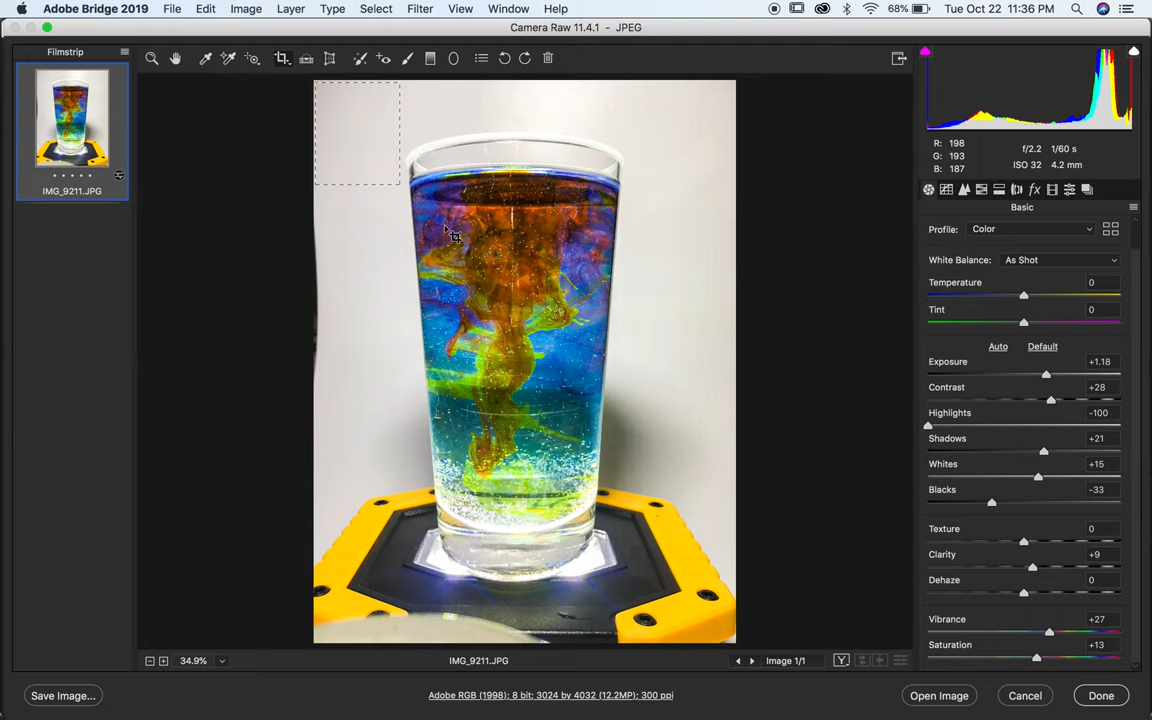 Adobe Bridge 2019 File Edit Image Layer Type Select Filter View Window Help 68% Tue Oct 22 11:36 PM
Camera Raw 11.4.1 - JPEG
Filmstrip
IMG_9211.JPG
R: 198
G: 193
B: 187
f/2.2 1/60 s
ISO 32 4.2 mm
fx
Basic
Profile: Color
White Balance: As Shot
Temperature 0
Tint 0
Auto Default
Exposure +1.18
Contrast +28
Highlights -100
Shadows +21
Whites +15
Blacks -33
Texture 0
Clarity +9
Dehaze 0
Vibrance +27
Saturation +13
34.9% IMG_9211.JPG Image 1/1 Y
Save Image... Adobe RGB (1998); 8 bit; 3024 by 4032 (12.2MP); 300 ppi Open Image Cancel Done